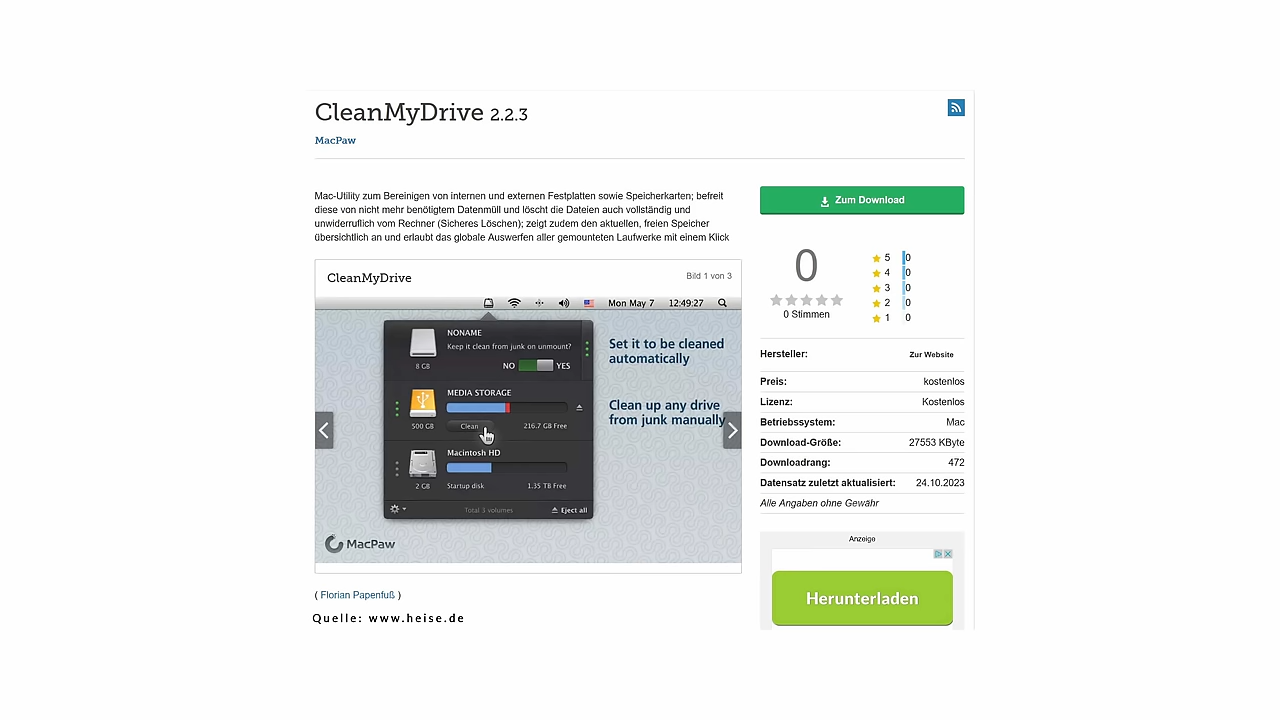 CleanMyDrive 2.2.3
MacPaw
Mac-Utility zum Bereinigen von internen und externen Festplatten sowie Speicherkarten; befreit
diese von nicht mehr benötigtem Datenmüll und löscht die Dateien auch vollständig und
unwiderruflich vom Rechner (Sicheres Löschen); zeigt zudem den aktuellen, freien Speicher
übersichtlich an und erlaubt das globale Auswerfen aller gemounteten Laufwerke mit einem Klick
CleanMyDrive
Bild 1 von 3
Mon May 7 12:49:27
NONAME
Keep it clean from junk on unmount?
8 GB
NO YES
MEDIA STORAGE
500 GB
Clean
216.7 GB Free
Macintosh HD
2 GB
Startup disk
1.35 TB Free
Total 3 volumes
Eject all
Set it to be cleaned
automatically
Clean up any drive
from junk manually
MacPaw
( Florian Papenfuß )
Quelle: www.heise.de
Zum Download
0
0 Stimmen
5 0
4 0
3 0
2 0
1 0
Hersteller: Zur Website
Preis: kostenlos
Lizenz: Kostenlos
Betriebssystem: Mac
Download-Größe: 27553 KByte
Downloadrang: 472
Datensatz zuletzt aktualisiert: 24.10.2023
Alle Angaben ohne Gewähr
Anzeige
Herunterladen